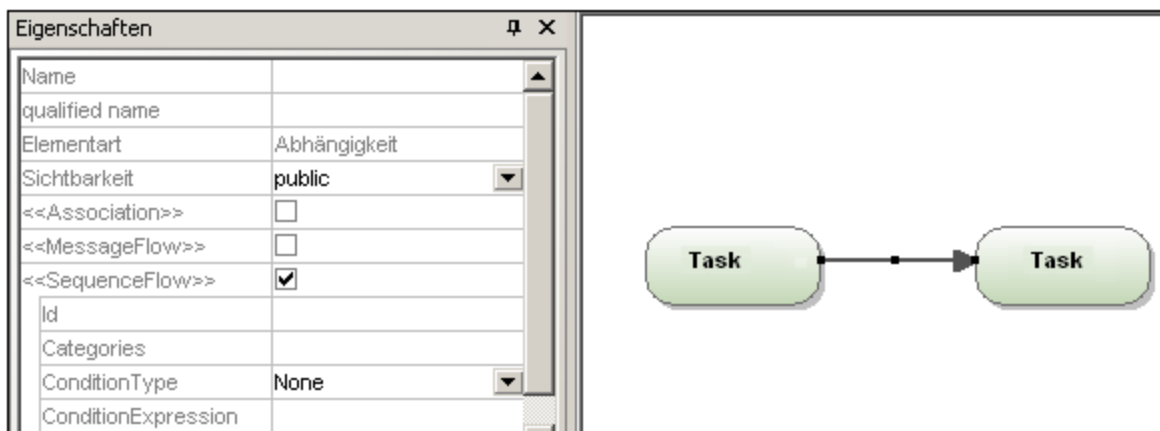 Eigenschaften
Name
qualified name
Elementart Abhängigkeit
Sichtbarkeit public
<<Association>>
<<MessageFlow>>
<<SequenceFlow>>
Id
Categories
ConditionType None
ConditionExpression
Task Task